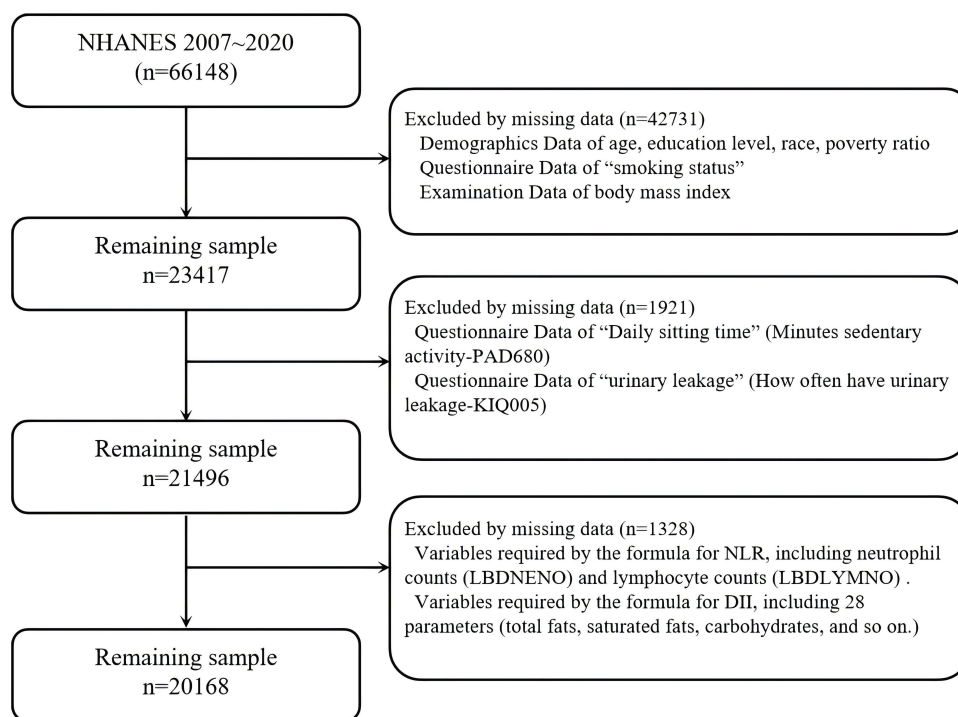 NHANES 2007~2020
(n=66148)
Excluded by missing data (n=42731)
Demographics Data of age, education level, race, poverty ratio
Questionnaire Data of “smoking status”
Examination Data of body mass index
Remaining sample
n=23417
Excluded by missing data (n=1921)
Questionnaire Data of “Daily sitting time” (Minutes sedentary
activity-PAD680)
Questionnaire Data of “urinary leakage” (How often have urinary
leakage-KIQ005)
Remaining sample
n=21496
Excluded by missing data (n=1328)
Variables required by the formula for NLR, including neutrophil
counts (LBDNENO) and lymphocyte counts (LBDLYMNO) .
Variables required by the formula for DII, including 28
parameters (total fats, saturated fats, carbohydrates, and so on.)
Remaining sample
n=20168